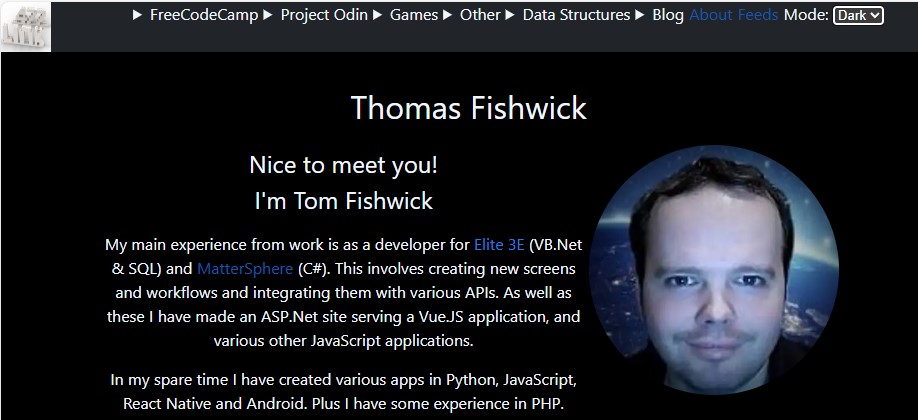 ▶ FreeCodeCamp ▶ Project Odin ▶ Games ▶ Other ▶ Data Structures ▶ Blog About Feeds Mode: Dark
Thomas Fishwick
Nice to meet you!
I'm Tom Fishwick
My main experience from work is as a developer for Elite 3E (VB.Net
& SQL) and MatterSphere (C#). This involves creating new screens
and workflows and integrating them with various APIs. As well as
these I have made an ASP.Net site serving a Vue.JS application, and
various other JavaScript applications.
In my spare time I have created various apps in Python, JavaScript,
React Native and Android. Plus I have some experience in PHP.